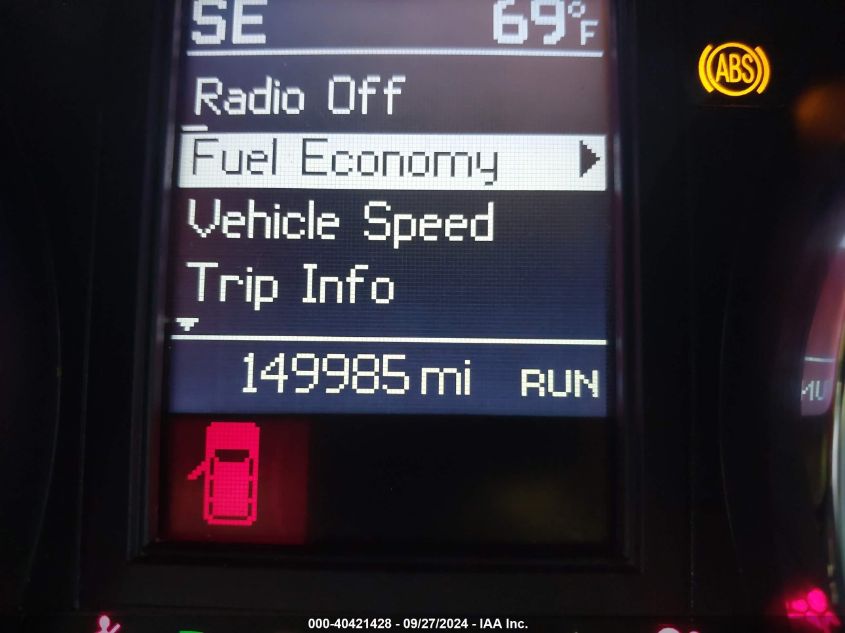 SE 69°F
ABS
Radio Off
Fuel Economy
Vehicle Speed
Trip Info
149985 mi RUN
000-40421428 - 09/27/2024 - IAA Inc.